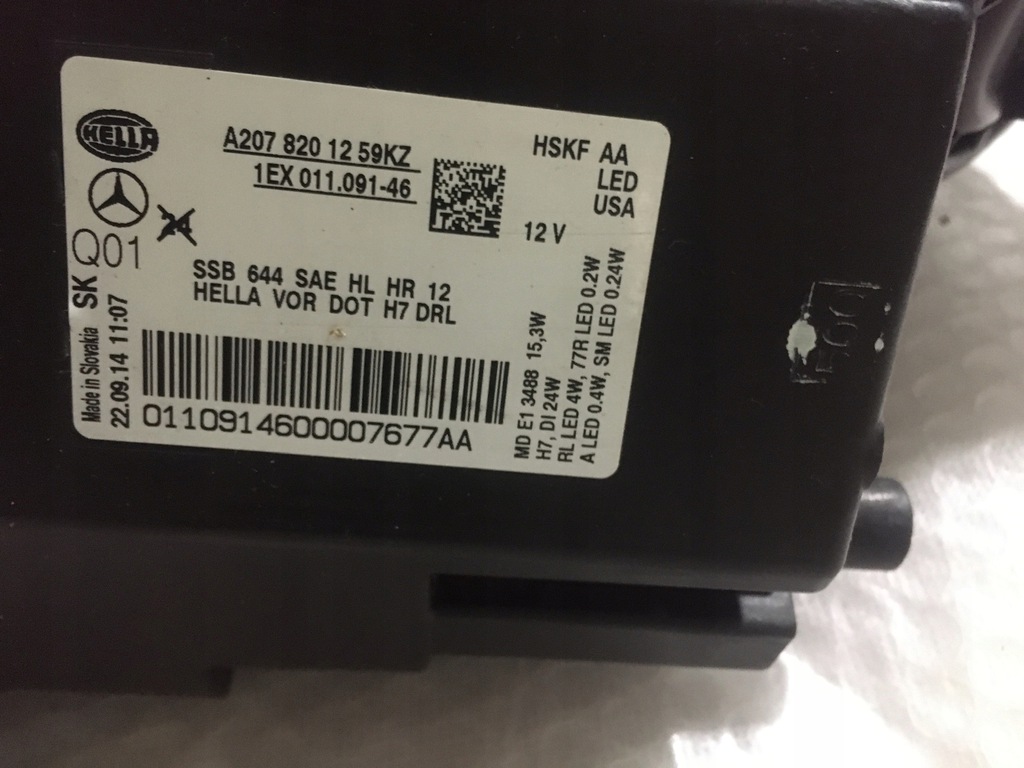 HELLA
A207 820 12 59KZ
1EX 011.091-46
HSKF AA
LED
USA
12 V
Q01
SSB 644 SAE HL HR 12
HELLA VOR DOT H7 DRL
SK
Made in Slovakia
22.09.14 11:07
01109146000007677AA
MD E1 3488 15,3W
H7, DI 24W
RL LED 4W, 77R LED 0.2W
A LED 0.4W, SM LED 0.24W